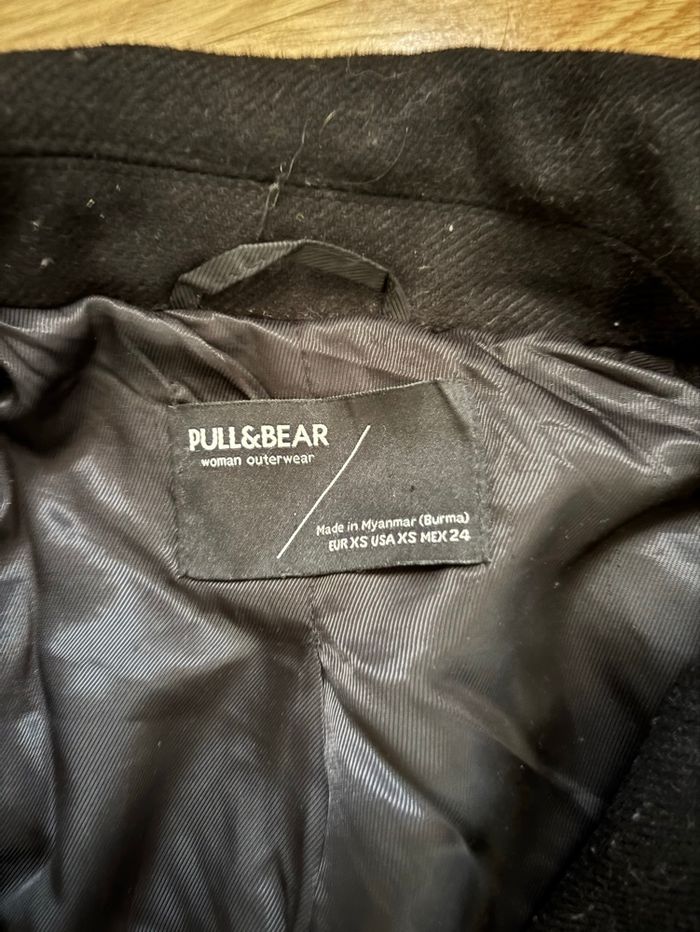 PULL&BEAR
woman outerwear
Made in Myanmar (Burma)
EUR XS USA XS MEX 24